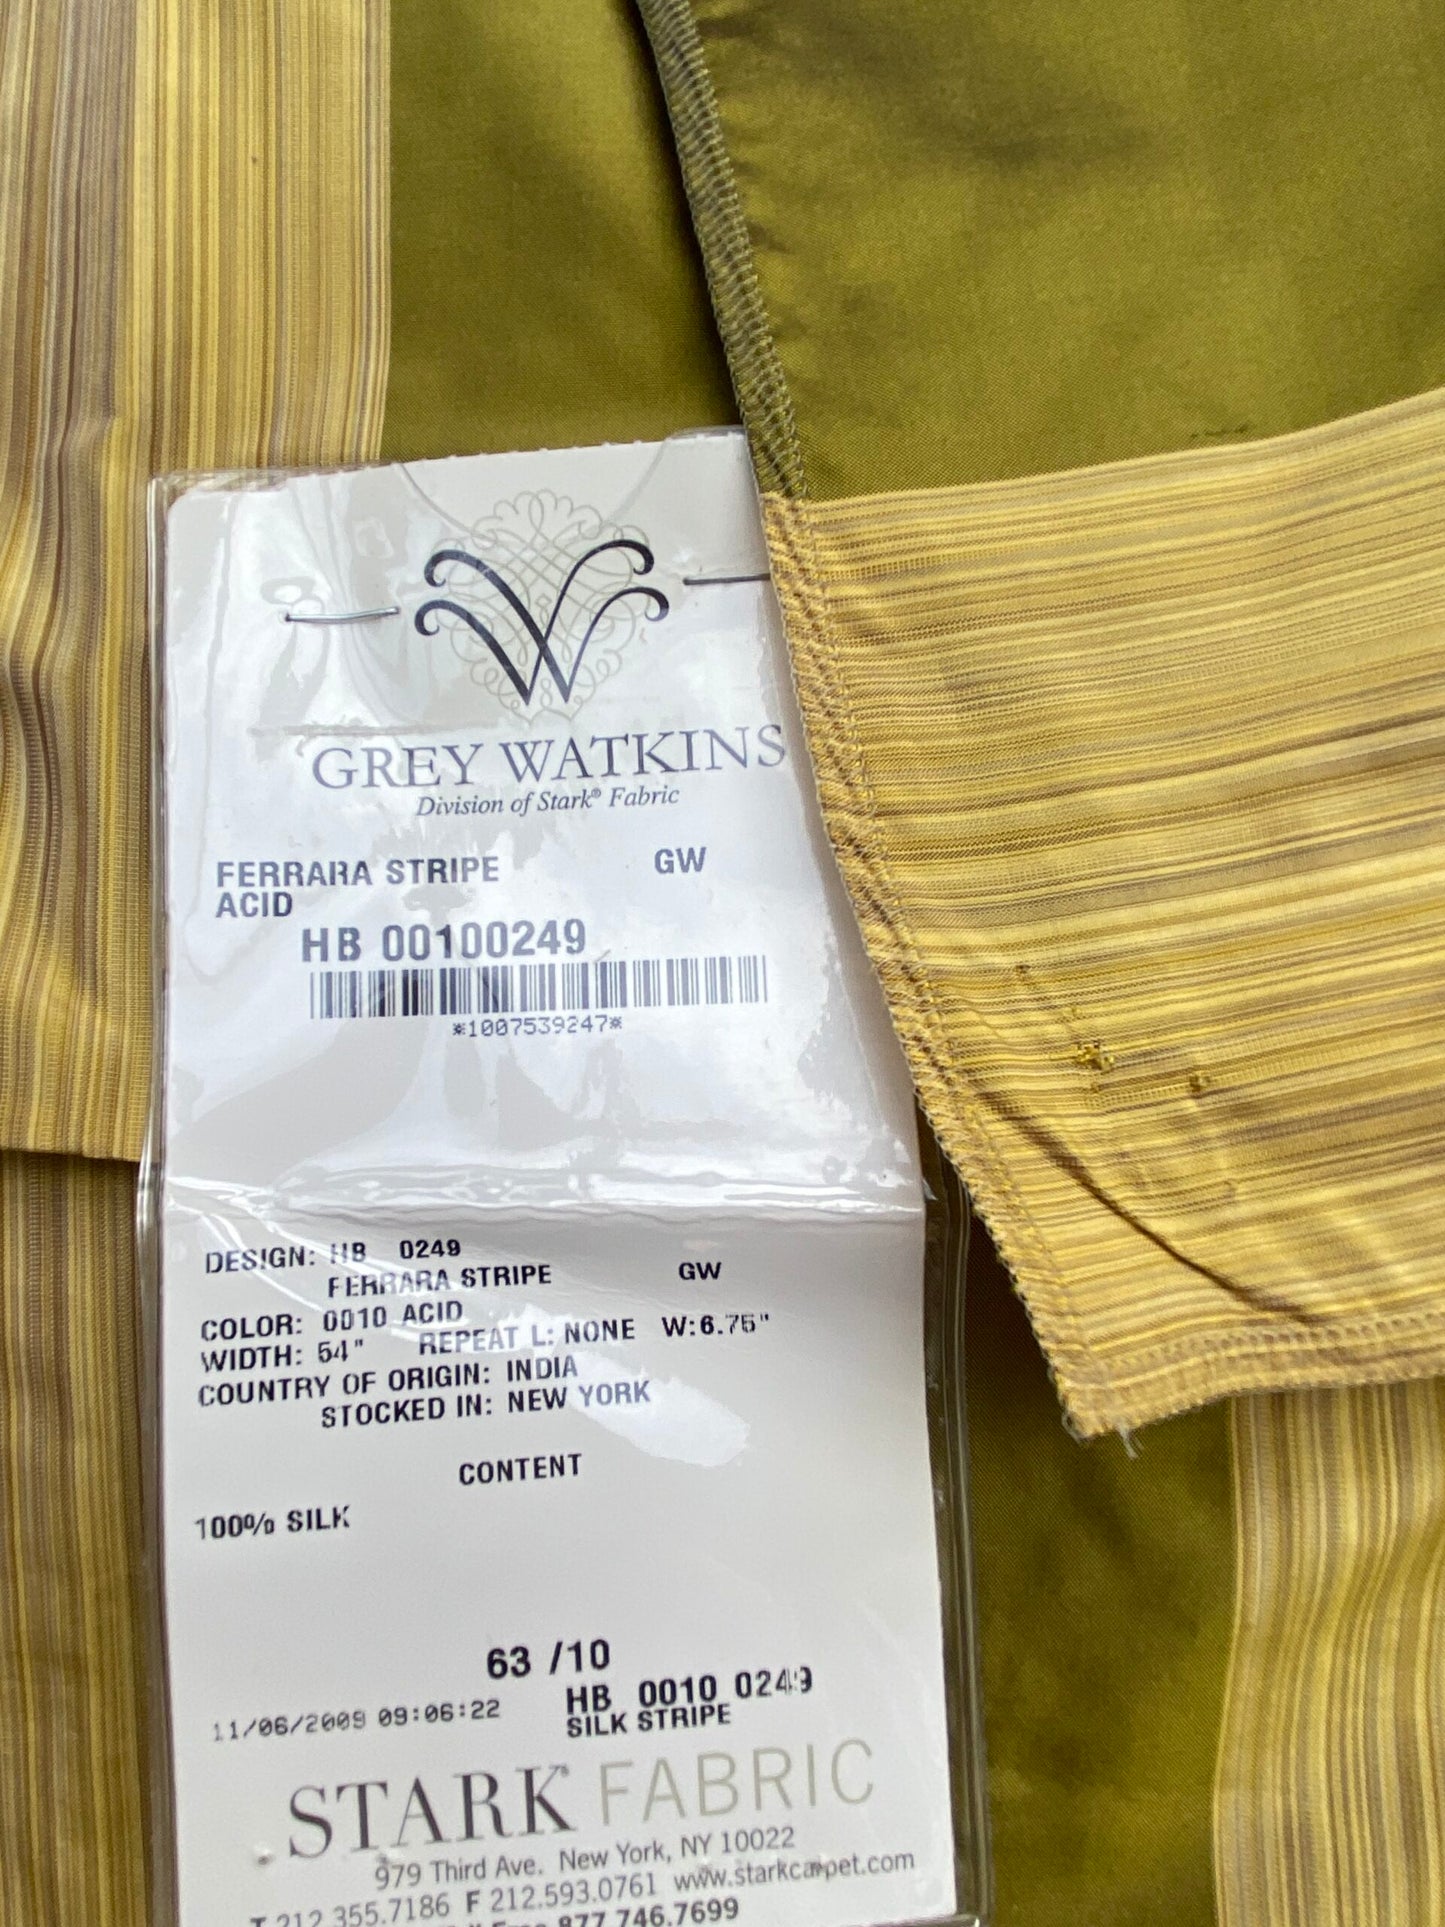 GREY WATKINS
Division of Stark® Fabric
FERRARA STRIPE GW
ACID
HB 00100249
*1007539247*
DESIGN: HB 0249
FERRARA STRIPE GW
COLOR: 0010 ACID
WIDTH: 54" REPEAT L: NONE W:6.75"
COUNTRY OF ORIGIN: INDIA
STOCKED IN: NEW YORK
CONTENT
100% SILK
63 /10
11/06/2009 09:06:22 HB 0010 0249
SILK STRIPE
STARK FABRIC
979 Third Ave. New York, NY 10022
T 212.355.7186 F 212.593.0761 www.starkcarpet.com
877.746.7699